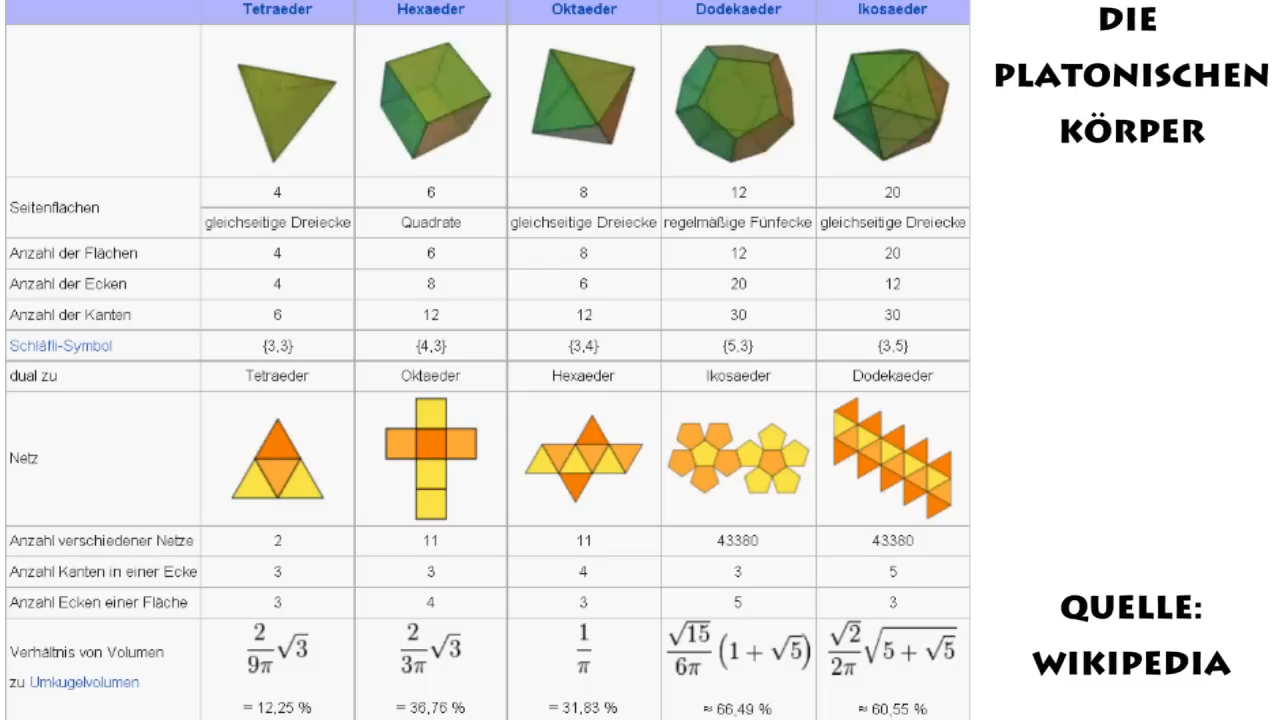 Tetraeder Hexaeder Oktaeder Dodekaeder Ikosaeder
DIE
PLATONISCHEN
KÖRPER
Seitenflächen
4 6 8 12 20
gleichseitige Dreiecke Quadrate gleichseitige Dreiecke regelmäßige Fünfecke gleichseitige Dreiecke
Anzahl der Flächen 4 6 8 12 20
Anzahl der Ecken 4 8 6 20 12
Anzahl der Kanten 6 12 12 30 30
Schläfli-Symbol {3,3} {4,3} {3,4} {5,3} {3,5}
dual zu Tetraeder Oktaeder Hexaeder Ikosaeder Dodekaeder
Netz
Anzahl verschiedener Netze 2 11 11 43380 43380
Anzahl Kanten in einer Ecke 3 3 4 3 5
Anzahl Ecken einer Fläche 3 4 3 5 3
Verhältnis von Volumen
zu Umkugelvolumen
2/9π √3 2/3π √3 1/π √15/6π (1 + √5) √2/2π √(5 + √5)
= 12,25 % = 36,76 % = 31,83 % ≈ 66,49 % ≈ 60,55 %
QUELLE:
WIKIPEDIA